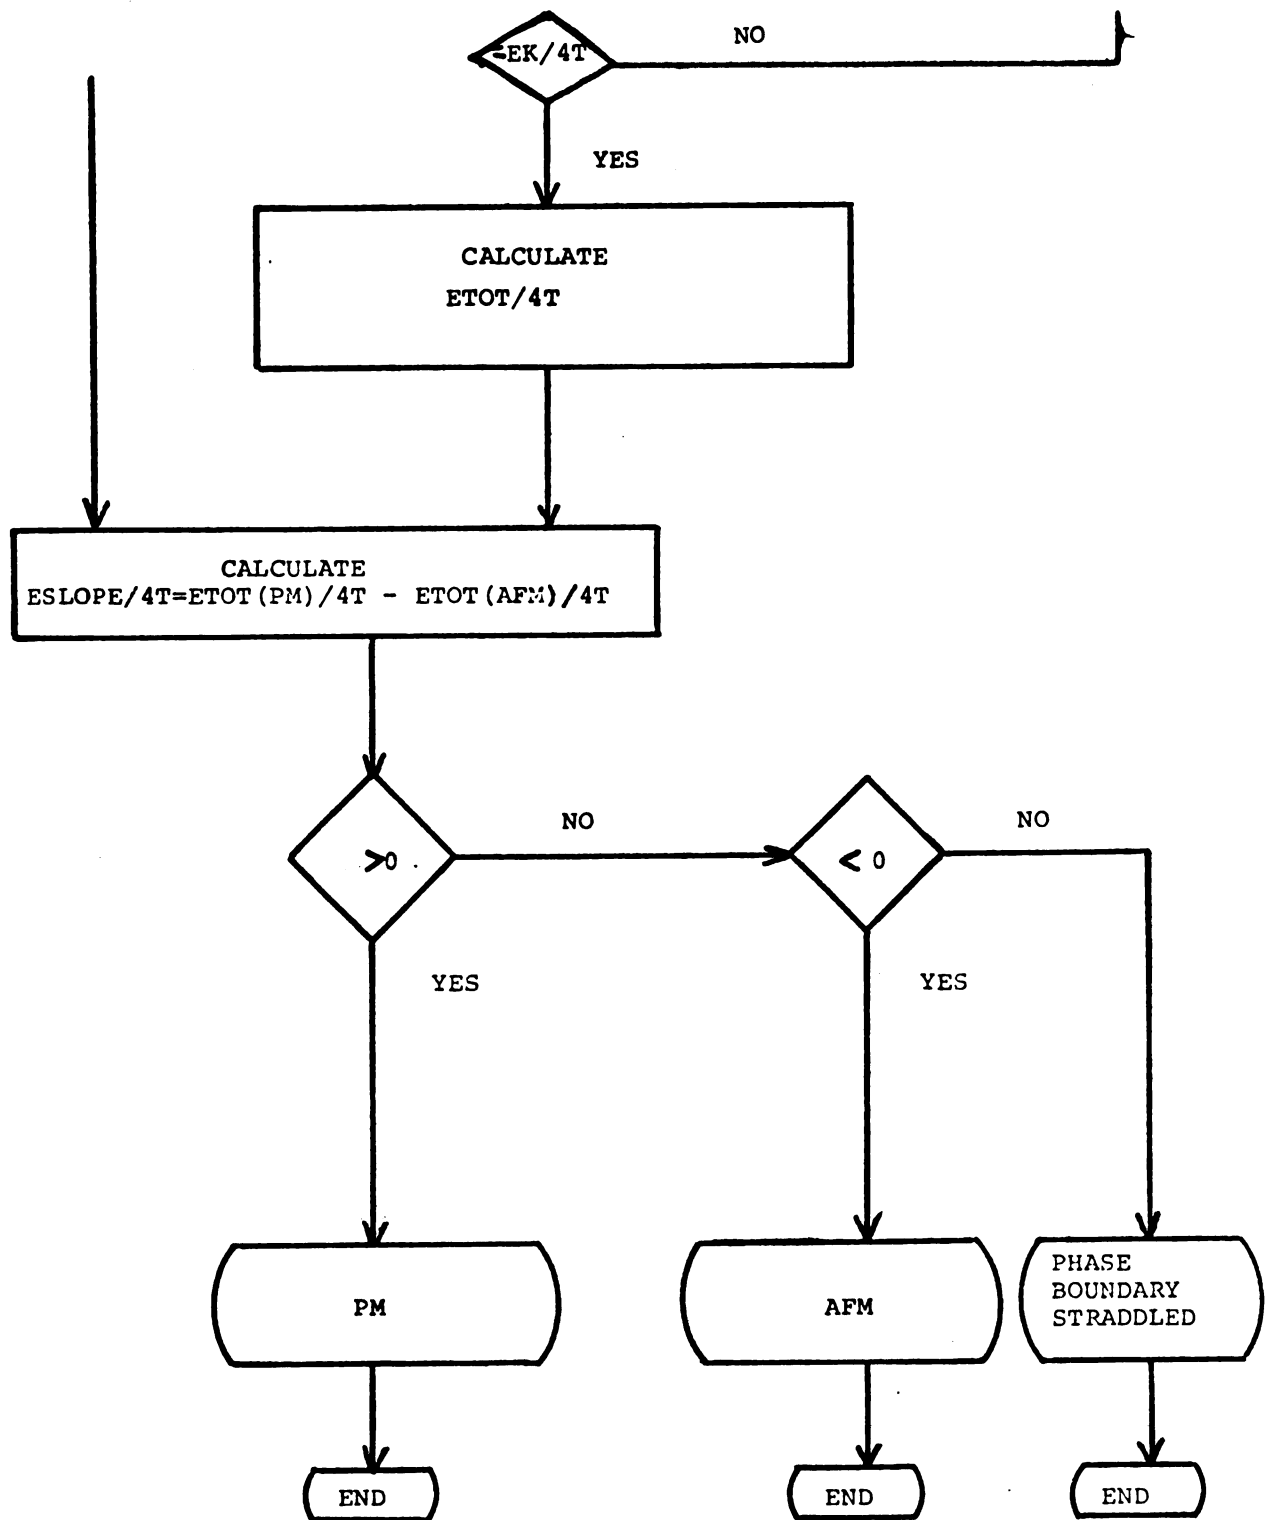 NO
=EK/4T
YES
CALCULATE
ETOT/4T
CALCULATE
ESLOPE/4T=ETOT(PM)/4T - ETOT(AFM)/4T
NO
NO
>0
< 0
YES
YES
PHASE
BOUNDARY
STRADDLED
PM
AFM
END
END
END